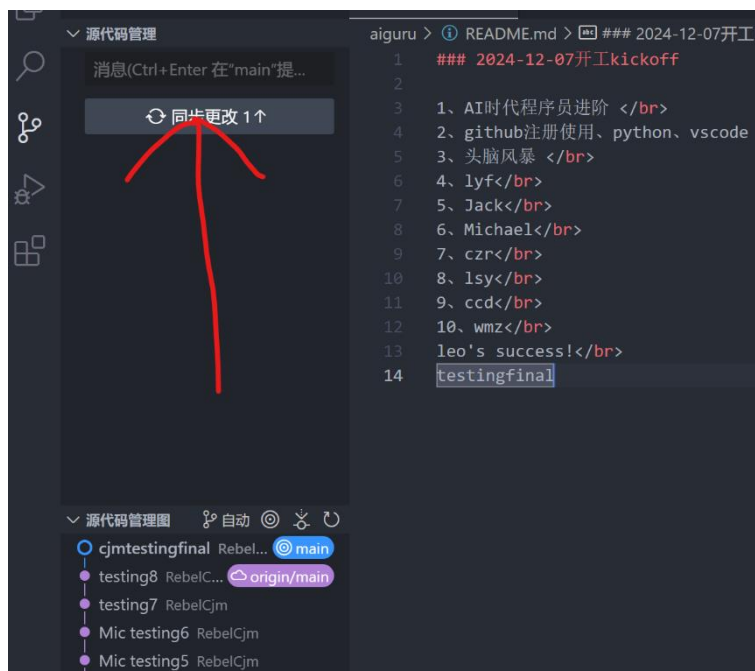 源代码管理
消息(Ctrl+Enter 在"main"提...
同步更改 1↑
源代码管理图 自动
cjmtestingfinal Rebel... main
testing8 RebelC... origin/main
testing7 RebelCjm
Mic testing6 RebelCjm
Mic testing5 RebelCjm
aiguru > README.md > ### 2024-12-07开工
1 ### 2024-12-07开工kickoff
2
3 1、AI时代程序员进阶 </br>
4 2、github注册使用、python、vscode
5 3、头脑风暴 </br>
6 4、lyf</br>
7 5、Jack</br>
8 6、Michael</br>
9 7、czr</br>
10 8、lsy</br>
11 9、ccd</br>
12 10、wmz</br>
13 leo's success!</br>
14 testingfinal